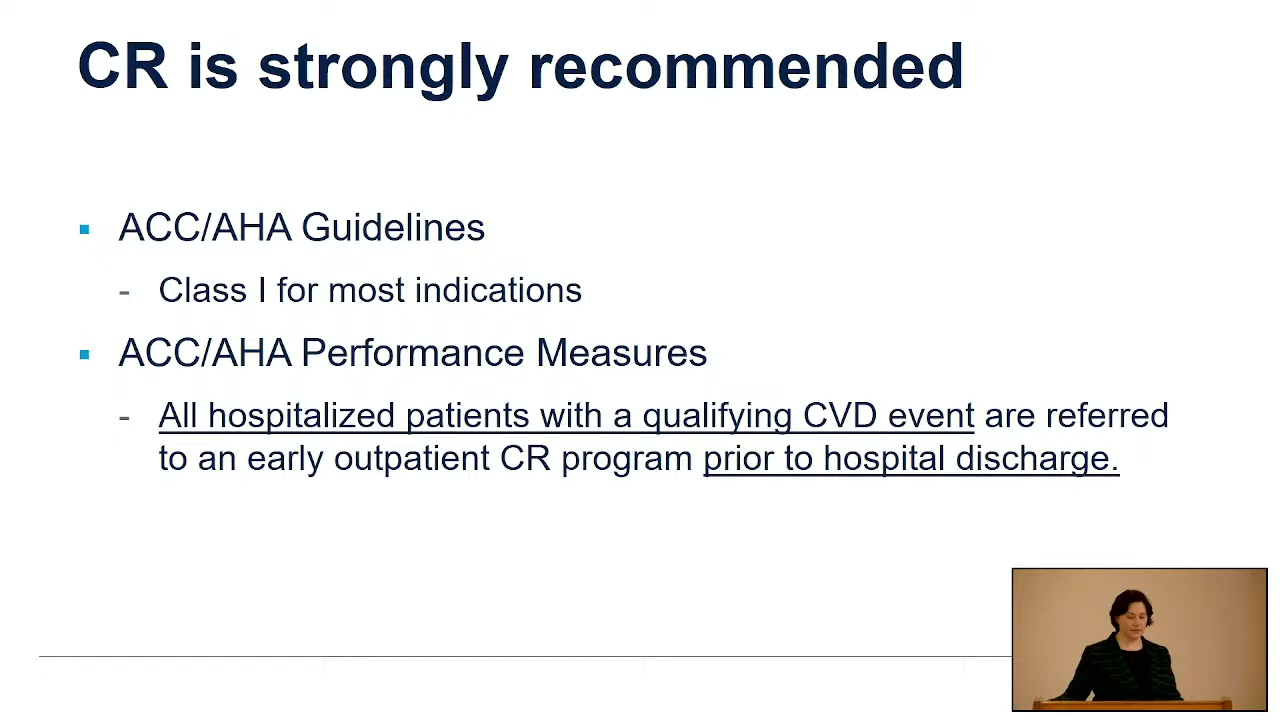 CR is strongly recommended
▪ ACC/AHA Guidelines
- Class I for most indications
▪ ACC/AHA Performance Measures
- All hospitalized patients with a qualifying CVD event are referred
to an early outpatient CR program prior to hospital discharge.